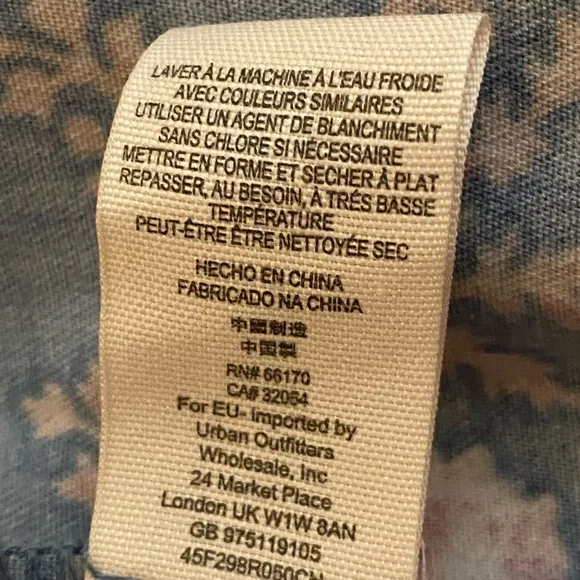 LAVER À LA MACHINE À L'EAU FROIDE
AVEC COULEURS SIMILAIRES
UTILISER UN AGENT DE BLANCHIMENT
SANS CHLORE SI NÉCESSAIRE
METTRE EN FORME ET SÉCHER À PLAT
REPASSER, AU BESOIN, À TRÉS BASSE
TEMPÉRATURE
PEUT-ÊTRE ÊTRE NETTOYÉE SEC
HECHO EN CHINA
FABRICADO NA CHINA
中國制造
中国製
RN# 66170
CA# 32054
For EU- Imported by
Urban Outfitters
Wholesale, Inc
24 Market Place
London UK W1W 8AN
GB 975119105